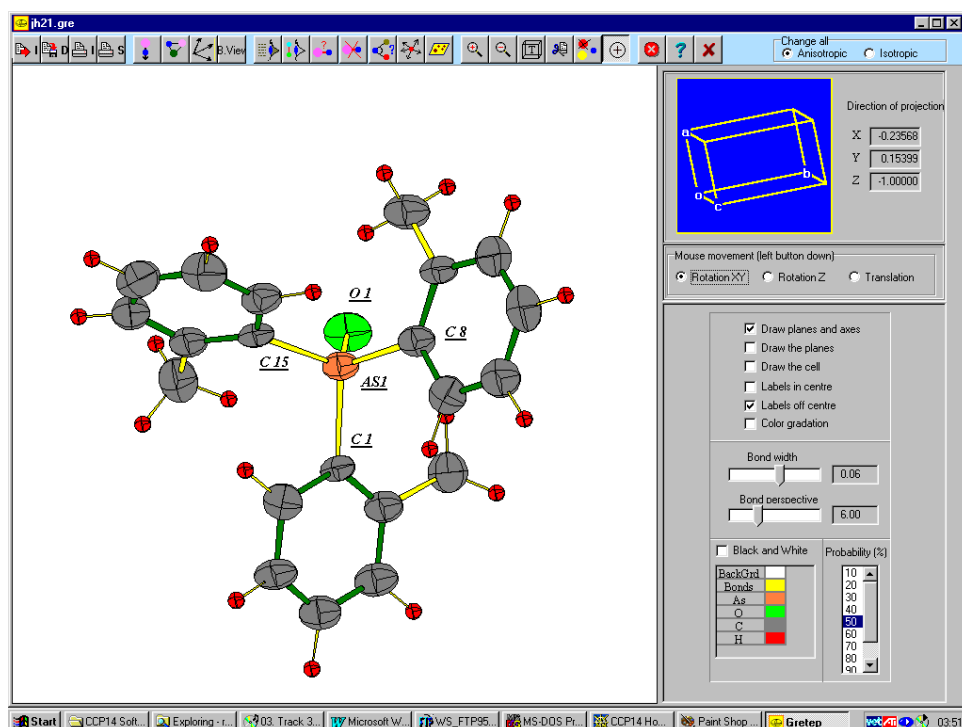 jh21.gre
I D I S B.View T ?
Change all
Anisotropic Isotropic
Direction of projection
X -0.23568
Y 0.15399
Z -1.00000
a
b
o
c
Mouse movement (left button down)
Rotation XY Rotation Z Translation
O 1
C 8
C 15
AS1
C 1
Draw planes and axes
Draw the planes
Draw the cell
Labels in centre
Labels off centre
Color gradation
Bond width
0.06
Bond perspective
6.00
Black and White Probability (%)
BackGrd
Bonds
As
O
C
H
10
20
30
40
50
60
70
80
90
Start CCP14 Soft... Exploring - r... 03. Track 3... Microsoft W... WS_FTP95... MS-DOS Pr... CCP14 Ho... Paint Shop ... Gretep